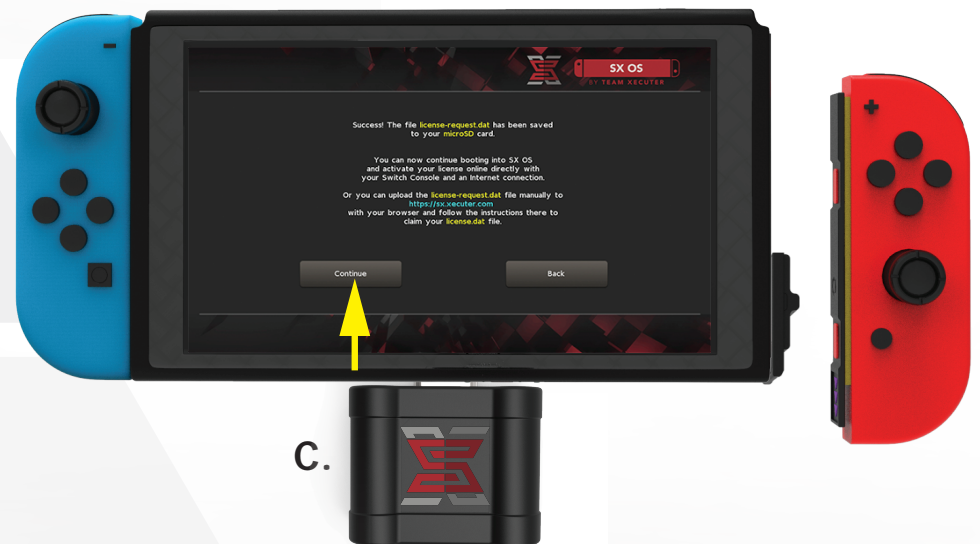 SX OS
BY TEAM XECUTER
Success! The file license-request.dat has been saved
to your microSD card.
You can now continue booting into SX OS
and activate your license online directly with
your Switch Console and an Internet connection.
Or you can upload the license-request.dat file manually to
https://sx.xecuter.com
with your browser and follow the instructions there to
claim your license.dat file.
Continue
Back
C.